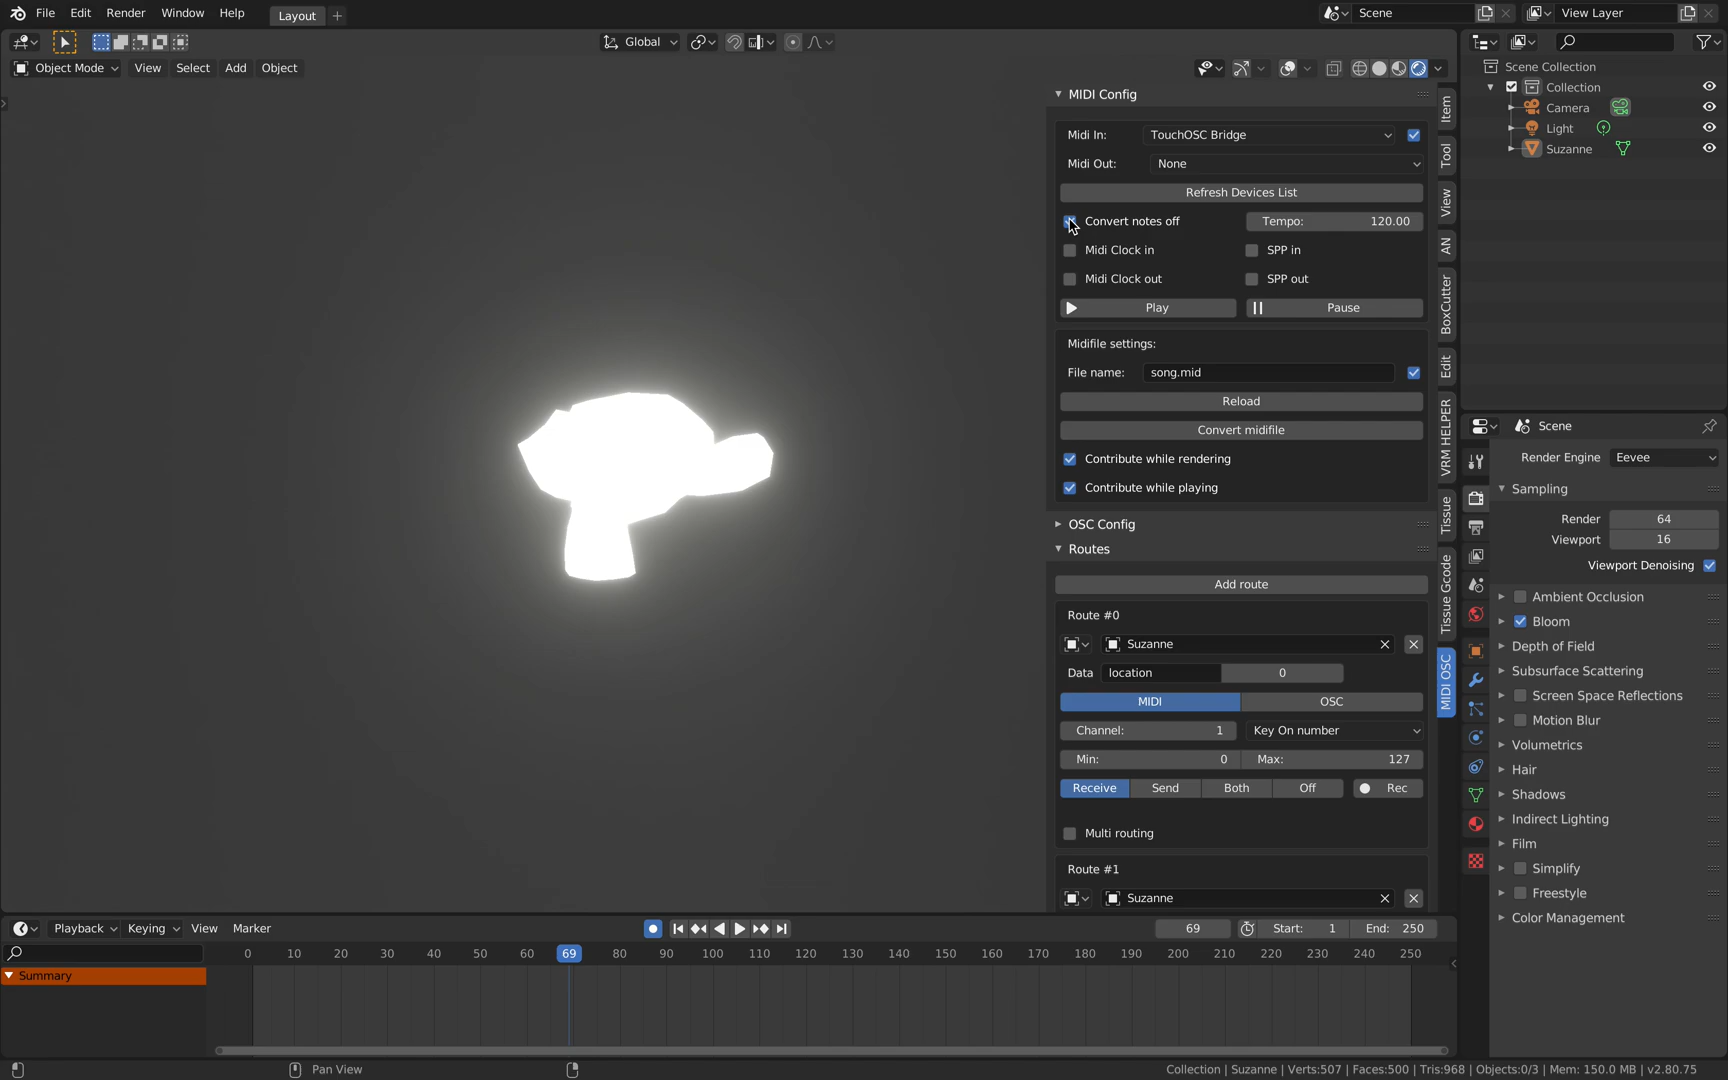 File Edit Render Window Help Layout + Scene View Layer
Global
Object Mode View Select Add Object
MIDI Config
Midi In: TouchOSC Bridge
Midi Out: None
Refresh Devices List
Convert notes off Tempo: 120.00
Midi Clock in SPP in
Midi Clock out SPP out
Play Pause
Midifile settings:
File name: song.mid
Reload
Convert midifile
Contribute while rendering
Contribute while playing
OSC Config
Routes
Add route
Route #0
Suzanne
Data location 0
MIDI OSC
Channel: 1 Key On number
Min: 0 Max: 127
Receive Send Both Off Rec
Multi routing
Route #1
Suzanne
Item
Tool
View
AN
BoxCutter
Edit
VRM HELPER
Tissue
Tissue Gcode
MIDI OSC
Scene Collection
Collection
Camera
Light
Suzanne
Scene
Render Engine Eevee
Sampling
Render 64
Viewport 16
Viewport Denoising
Ambient Occlusion
Bloom
Depth of Field
Subsurface Scattering
Screen Space Reflections
Motion Blur
Volumetrics
Hair
Shadows
Indirect Lighting
Film
Simplify
Freestyle
Color Management
Playback Keying View Marker 69 Start: 1 End: 250
0 10 20 30 40 50 60 69 80 90 100 110 120 130 140 150 160 170 180 190 200 210 220 230 240 250
Summary
Pan View Collection | Suzanne | Verts:507 | Faces:500 | Tris:968 | Objects:0/3 | Mem: 150.0 MB | v2.80.75